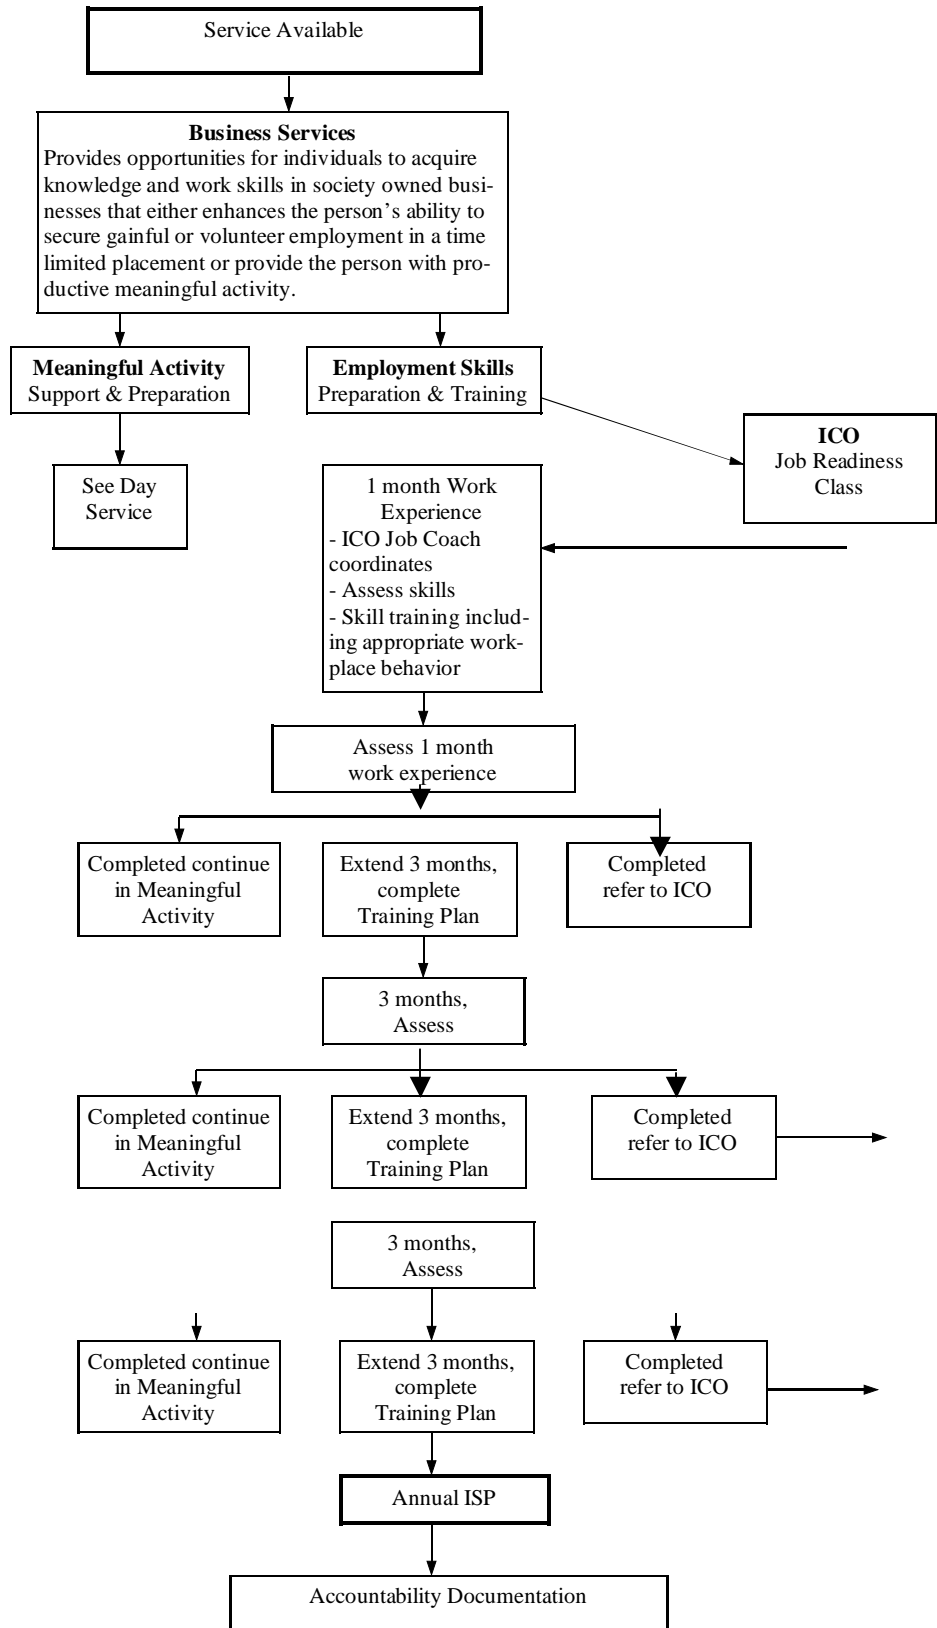 Service Available
Business Services
Provides opportunities for individuals to acquire
knowledge and work skills in society owned busi-
nesses that either enhances the person's ability to
secure gainful or volunteer employment in a time
limited placement or provide the person with pro-
ductive meaningful activity.
Meaningful Activity
Support & Preparation
Employment Skills
Preparation & Training
ICO
Job Readiness
Class
See Day
Service
1 month Work
Experience
- ICO Job Coach
coordinates
- Assess skills
- Skill training includ-
ing appropriate work-
place behavior
Assess 1 month
work experience
Completed continue
in Meaningful
Activity
Extend 3 months,
complete
Training Plan
Completed
refer to ICO
3 months,
Assess
Completed continue
in Meaningful
Activity
Extend 3 months,
complete
Training Plan
Completed
refer to ICO
3 months,
Assess
Completed continue
in Meaningful
Activity
Extend 3 months,
complete
Training Plan
Completed
refer to ICO
Annual ISP
Accountability Documentation